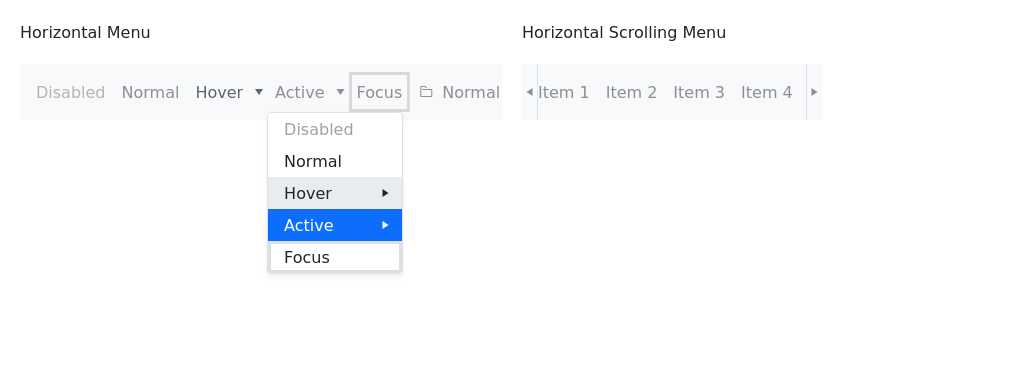 Horizontal Menu
Disabled Normal Hover Active Focus Normal
Disabled
Normal
Hover
Active
Focus
Horizontal Scrolling Menu
Item 1 Item 2 Item 3 Item 4